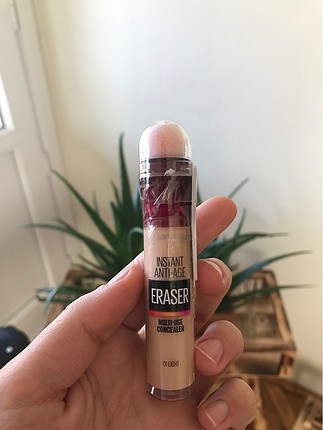 INSTANT
ANTI-AGE
ERASER
MULTI-USE
CONCEALER
01 LIGHT